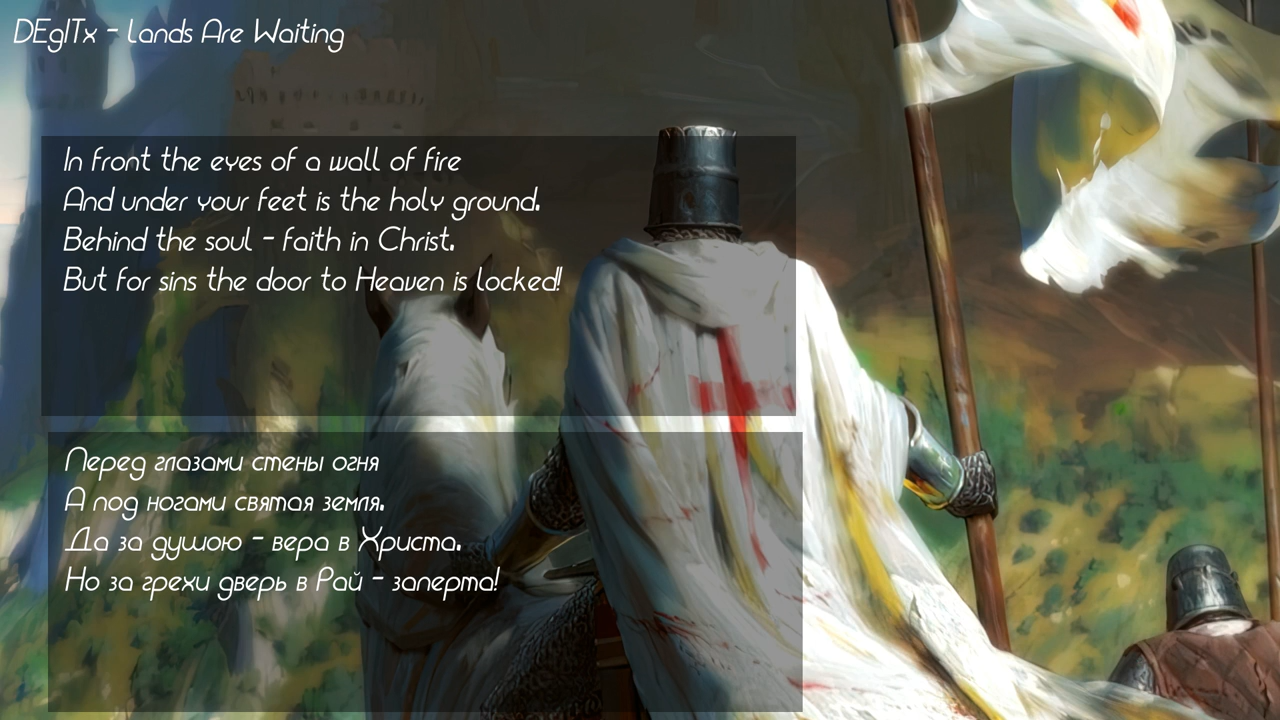 DEgITx - Lands Are Waiting
In front the eyes of a wall of fire
And under your feet is the holy ground.
Behind the soul - faith in Christ.
But for sins the door to Heaven is locked!!
Перед глазами стены огня
А под ногами святая земля.
Да за душою - вера в Христа.
Но за грехи дверь в Рай - заперта!